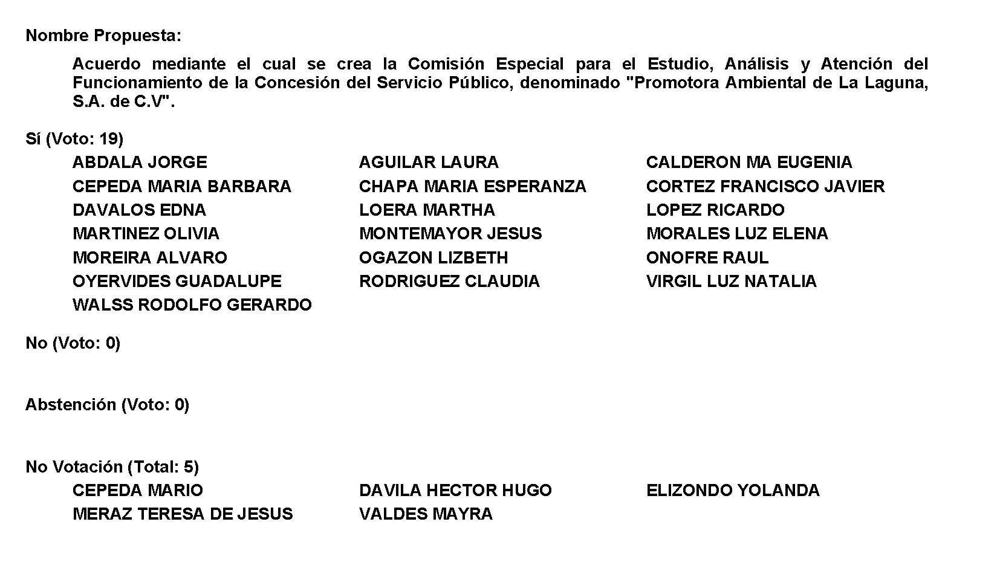 Nombre Propuesta:
Acuerdo mediante el cual se crea la Comisión Especial para el Estudio, Análisis y Atención del
Funcionamiento de la Concesión del Servicio Público, denominado "Promotora Ambiental de La Laguna,
S.A. de C.V".
Sí (Voto: 19)
ABDALA JORGE AGUILAR LAURA CALDERON MA EUGENIA
CEPEDA MARIA BARBARA CHAPA MARIA ESPERANZA CORTEZ FRANCISCO JAVIER
DAVALOS EDNA LOERA MARTHA LOPEZ RICARDO
MARTINEZ OLIVIA MONTEMAYOR JESUS MORALES LUZ ELENA
MOREIRA ALVARO OGAZON LIZBETH ONOFRE RAUL
OYERVIDES GUADALUPE RODRIGUEZ CLAUDIA VIRGIL LUZ NATALIA
WALSS RODOLFO GERARDO
No (Voto: 0)
Abstención (Voto: 0)
No Votación (Total: 5)
CEPEDA MARIO DAVILA HECTOR HUGO ELIZONDO YOLANDA
MERAZ TERESA DE JESUS VALDES MAYRA